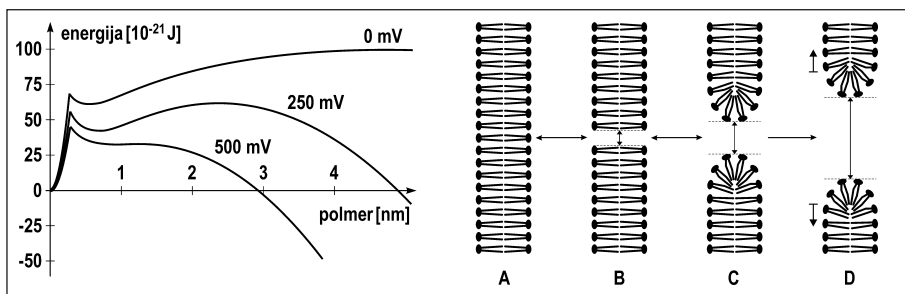 energija [10⁻²¹ J]
100
75
50
25
0
-25
-50
1
2
3
4
0 mV
250 mV
500 mV
polmer [nm]
A
B
C
D